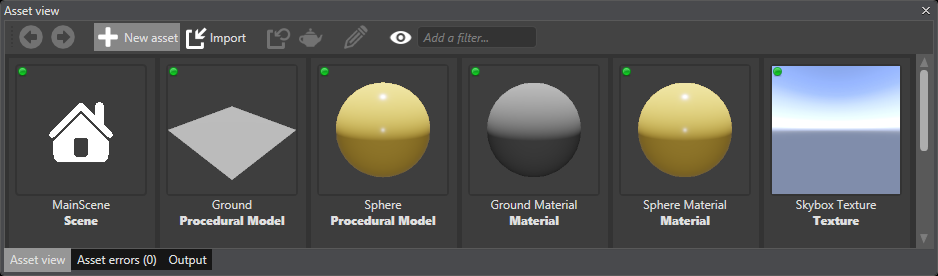 Asset view
New asset Import Add a filter...
MainScene Ground Sphere Ground Material Sphere Material Skybox Texture
Scene Procedural Model Procedural Model Material Material Texture
Asset view Asset errors (0) Output